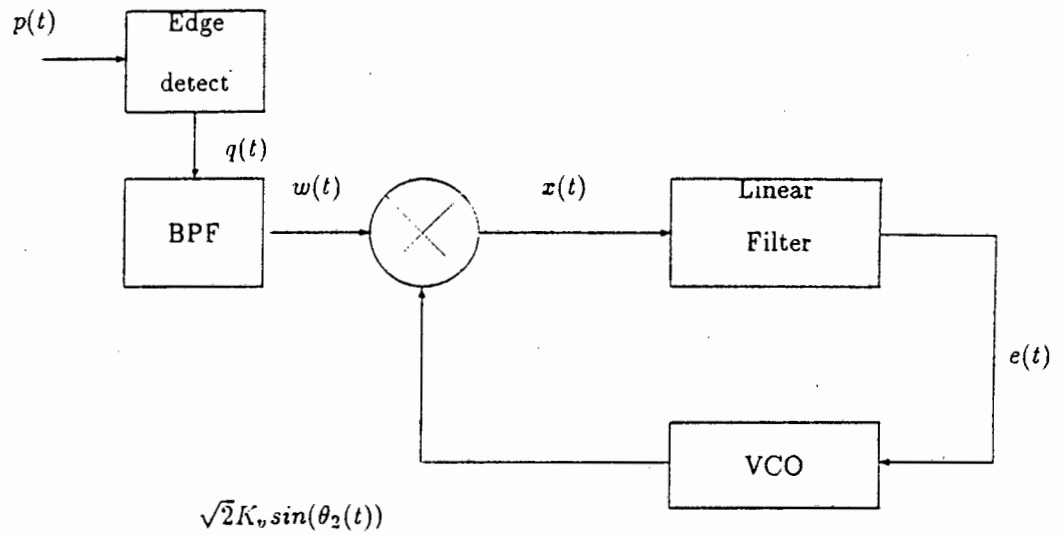 p(t)
Edge
detect
q(t)
BPF
w(t)
x(t)
Linear
Filter
e(t)
VCO
√2K_v sin(θ_2(t))